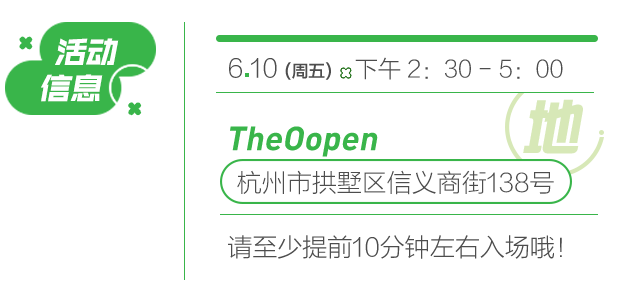 活动
信息
6.10 (周五) 下午 2：30 - 5：00
地
TheOopen
杭州市拱墅区信义商街138号
请至少提前10分钟左右入场哦！